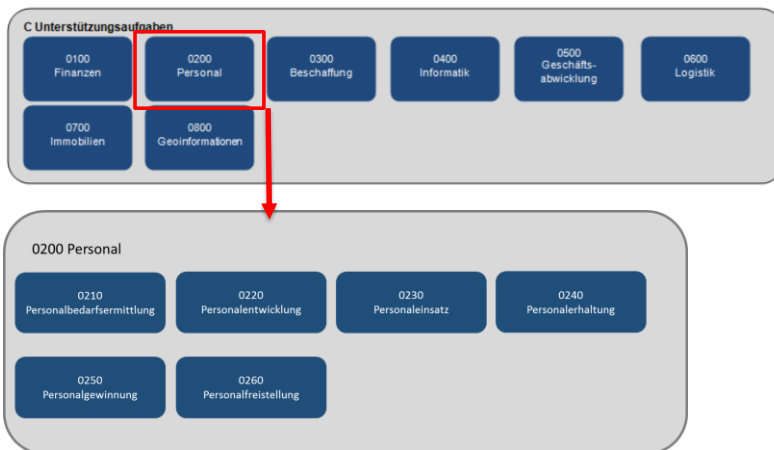 C Unterstützungsaufgaben
0100
Finanzen
0200
Personal
0300
Beschaffung
0400
Informatik
0500
Geschäfts-
abwicklung
0600
Logistik
0700
Immobilien
0800
Geoinformationen
0200 Personal
0210
Personalbedarfsermittlung
0220
Personalentwicklung
0230
Personaleinsatz
0240
Personalerhaltung
0250
Personalgewinnung
0260
Personalfreistellung